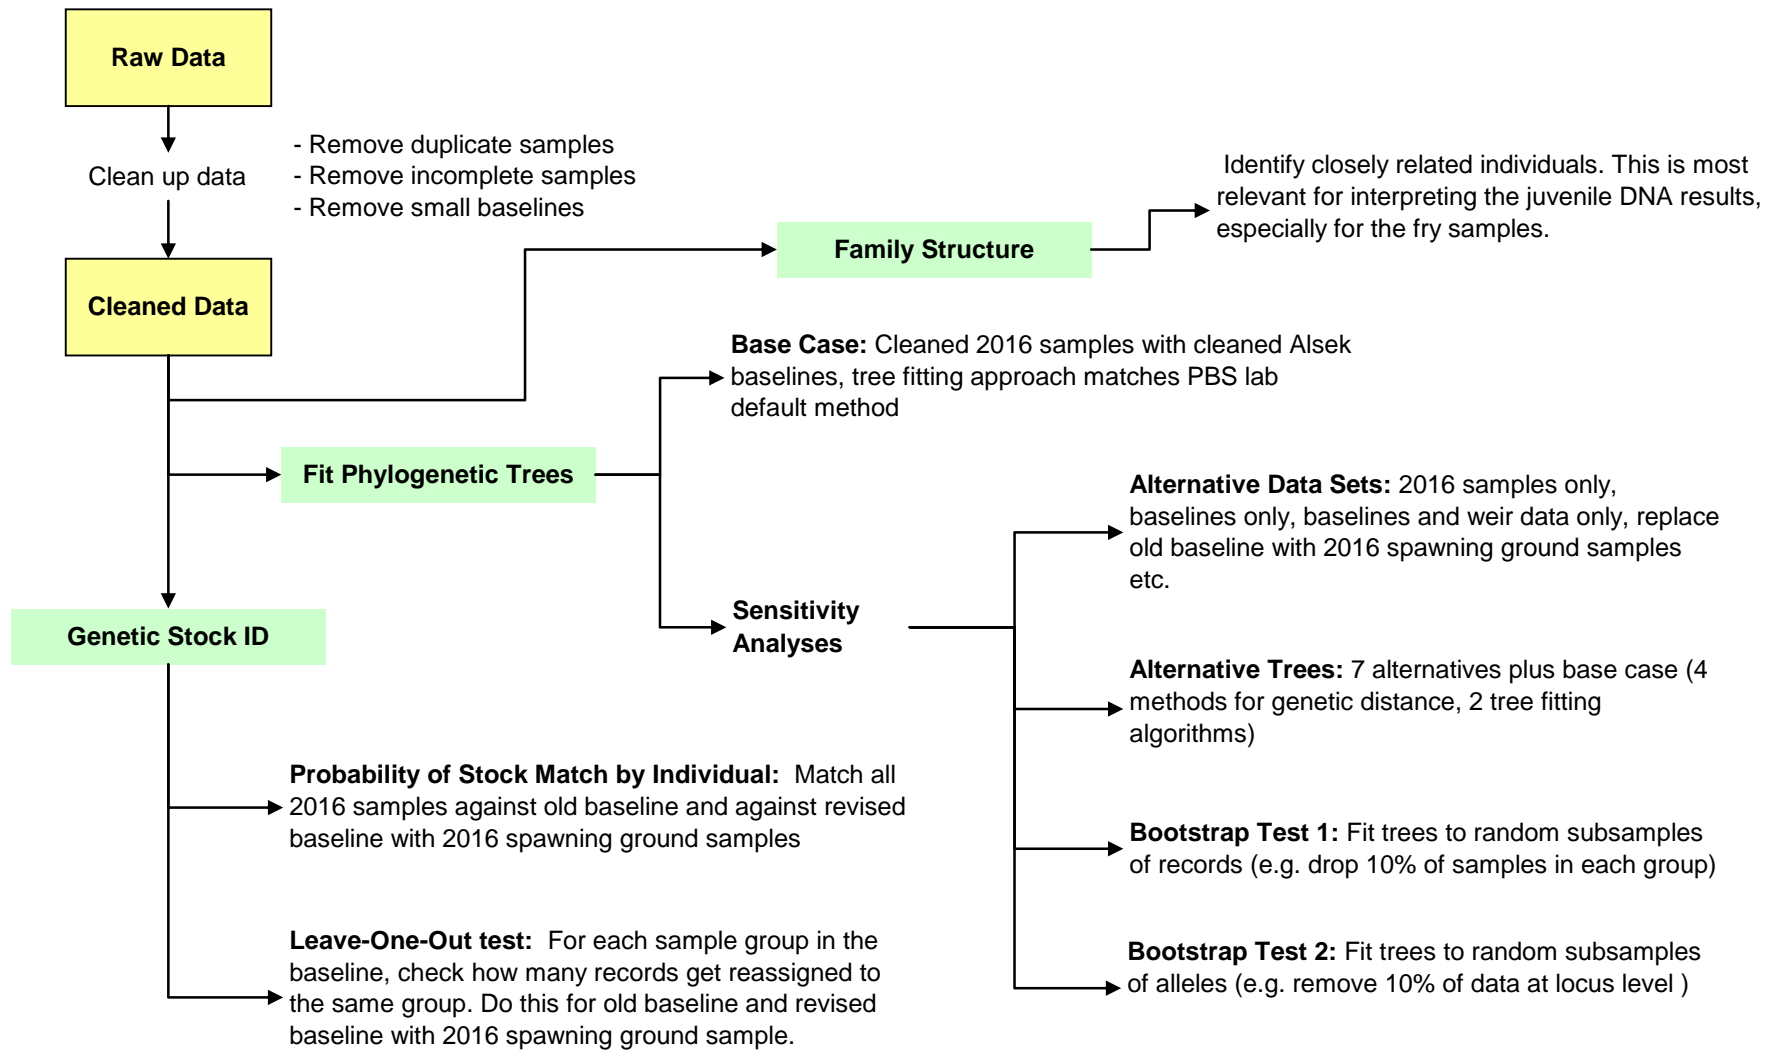 Raw Data
Clean up data
- Remove duplicate samples
- Remove incomplete samples
- Remove small baselines
Cleaned Data
Family Structure
Identify closely related individuals. This is most
relevant for interpreting the juvenile DNA results,
especially for the fry samples.
Base Case: Cleaned 2016 samples with cleaned Alsek
baselines, tree fitting approach matches PBS lab
default method
Fit Phylogenetic Trees
Sensitivity
Analyses
Alternative Data Sets: 2016 samples only,
baselines only, baselines and weir data only, replace
old baseline with 2016 spawning ground samples
etc.
Alternative Trees: 7 alternatives plus base case (4
methods for genetic distance, 2 tree fitting
algorithms)
Bootstrap Test 1: Fit trees to random subsamples
of records (e.g. drop 10% of samples in each group)
Bootstrap Test 2: Fit trees to random subsamples
of alleles (e.g. remove 10% of data at locus level )
Genetic Stock ID
Probability of Stock Match by Individual:  Match all
2016 samples against old baseline and against revised
baseline with 2016 spawning ground samples
Leave-One-Out test:  For each sample group in the
baseline, check how many records get reassigned to
the same group. Do this for old baseline and revised
baseline with 2016 spawning ground sample.